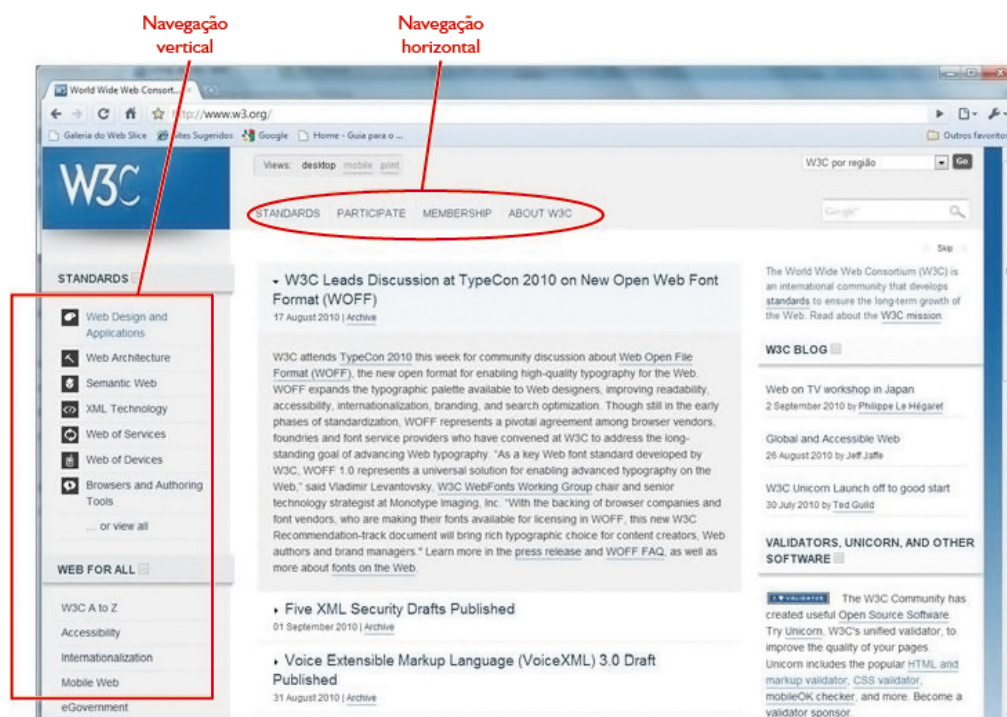 Navegação
vertical
Navegação
horizontal
World Wide Web Consort...
http://www.w3.org/
Galeria do Web Slice Sites Sugeridos Google Home - Guia para o ... Outros favoritos
W3C
Views: desktop mobile print
W3C por região Go
STANDARDS PARTICIPATE MEMBERSHIP ABOUT W3C
Google
Skip
STANDARDS
Web Design and
Applications
Web Architecture
Semantic Web
XML Technology
Web of Services
Web of Devices
Browsers and Authoring
Tools
... or view all
WEB FOR ALL
W3C A to Z
Accessibility
Internationalization
Mobile Web
eGovernment
W3C Leads Discussion at TypeCon 2010 on New Open Web Font
Format (WOFF)
17 August 2010 | Archive
W3C attends TypeCon 2010 this week for community discussion about Web Open File
Format (WOFF), the new open format for enabling high-quality typography for the Web.
WOFF expands the typographic palette available to Web designers, improving readability,
accessibility, internationalization, branding, and search optimization. Though still in the early
phases of standardization, WOFF represents a pivotal agreement among browser vendors,
foundries and font service providers who have convened at W3C to address the long-
standing goal of advancing Web typography. "As a key Web font standard developed by
W3C, WOFF 1.0 represents a universal solution for enabling advanced typography on the
Web," said Vladimir Levantovsky, W3C WebFonts Working Group chair and senior
technology strategist at Monotype Imaging, Inc. "With the backing of browser companies and
font vendors, who are making their fonts available for licensing in WOFF, this new W3C
Recommendation-track document will bring rich typographic choice for content creators, Web
authors and brand managers." Learn more in the press release and WOFF FAQ, as well as
more about fonts on the Web.
Five XML Security Drafts Published
01 September 2010 | Archive
Voice Extensible Markup Language (VoiceXML) 3.0 Draft
Published
31 August 2010 | Archive
The World Wide Web Consortium (W3C) is
an international community that develops
standards to ensure the long-term growth of
the Web. Read about the W3C mission.
W3C BLOG
Web on TV workshop in Japan
2 September 2010 by Philippe Le Hégaret
Global and Accessible Web
26 August 2010 by Jeff Jaffe
W3C Unicorn Launch off to good start
30 July 2010 by Ted Guild
VALIDATORS, UNICORN, AND OTHER
SOFTWARE
The W3C Community has
created useful Open Source Software.
Try Unicorn, W3C's unified validator, to
improve the quality of your pages.
Unicorn includes the popular HTML and
markup validator, CSS validator,
mobileOK checker, and more. Become a
validator sponsor